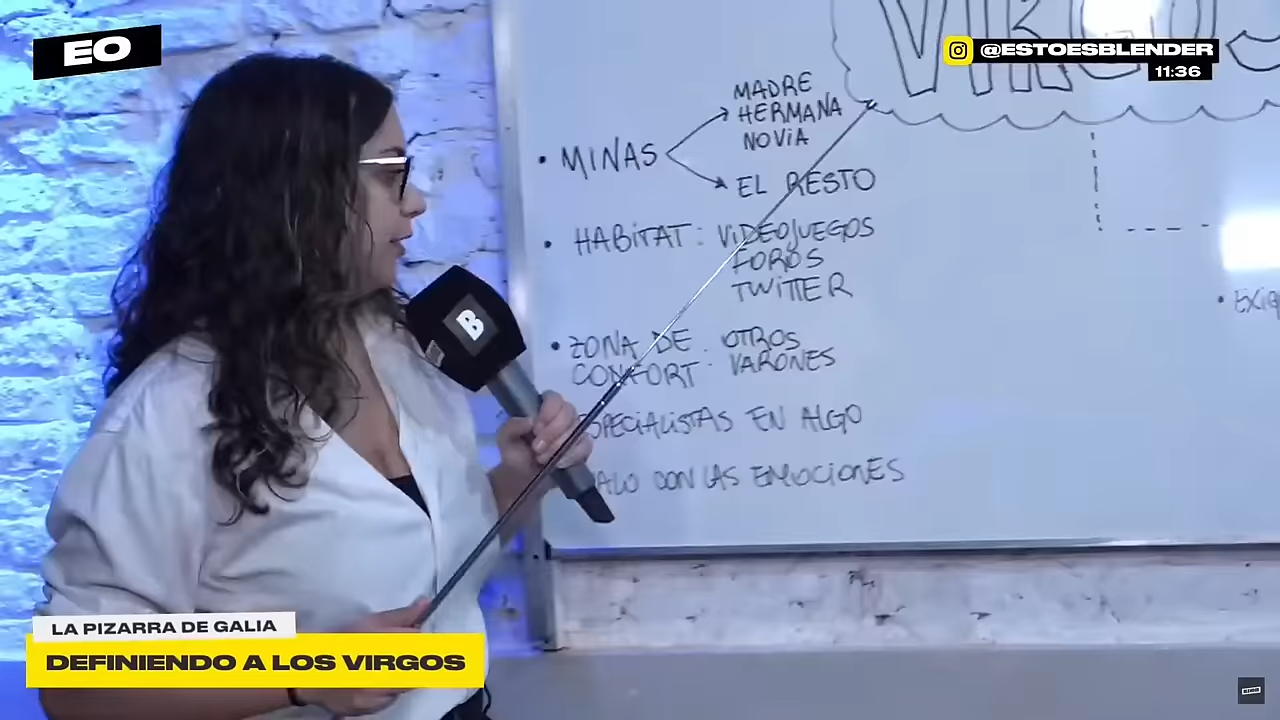 EO
@ESTOESBLENDER
11:36
VIRGOS
• MINAS
MADRE
HERMANA
NOVIA
EL RESTO
• HABITAT: VIDEOJUEGOS
FOROS
TWITTER
• ZONA DE CONFORT: OTROS VARONES
ESPECIALISTAS EN ALGO
MALO CON LAS EMOCIONES
B
LA PIZARRA DE GALIA
DEFINIENDO A LOS VIRGOS